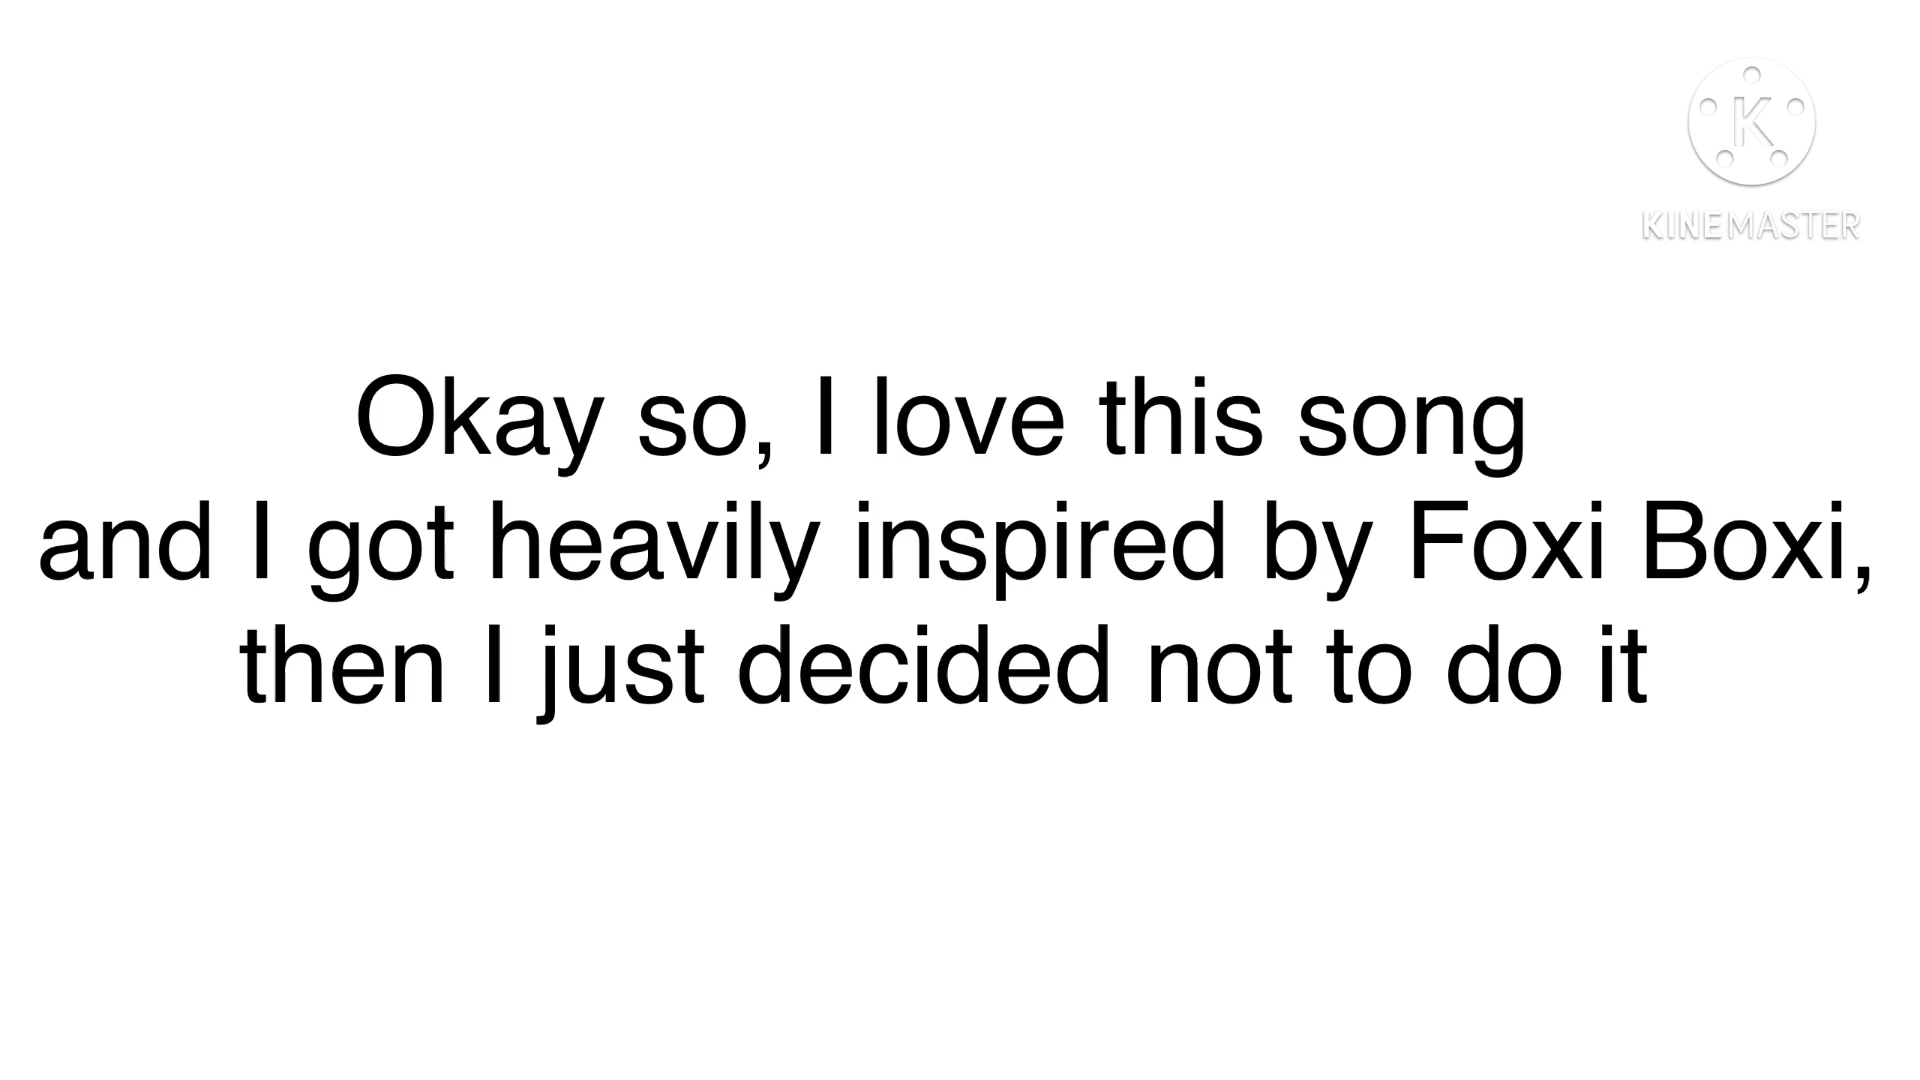 K
KINEMASTER
Okay so, I love this song
and I got heavily inspired by Foxi Boxi,
then I just decided not to do it